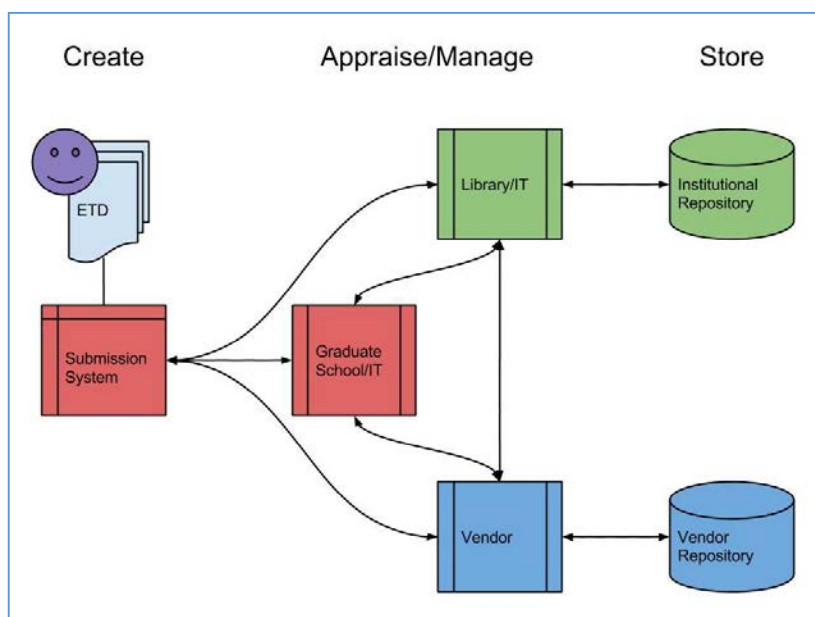 Create
Appraise/Manage
Store
ETD
Library/IT
Institutional
Repository
Submission
System
Graduate
School/IT
Vendor
Vendor
Repository